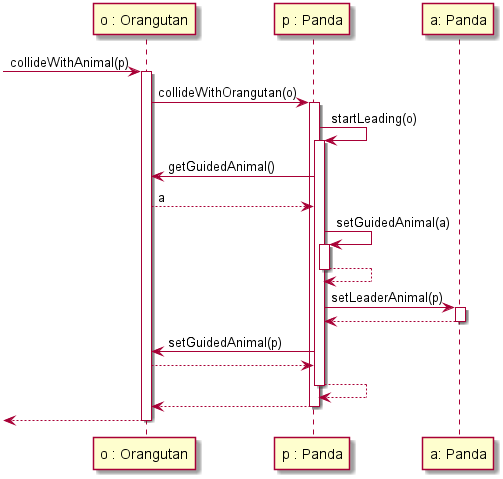 o : Orangutan
p : Panda
a: Panda
collideWithAnimal(p)
collideWithOrangutan(o)
startLeading(o)
getGuidedAnimal()
a
setGuidedAnimal(a)
setLeaderAnimal(p)
setGuidedAnimal(p)
o : Orangutan
p : Panda
a: Panda